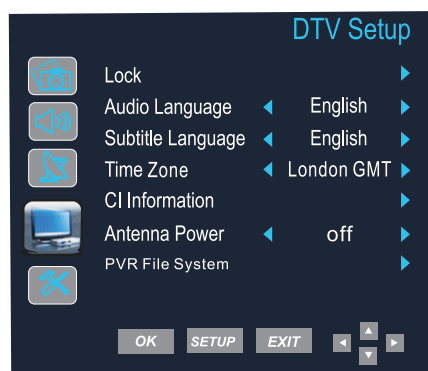 DTV Setup
Lock
Audio Language English
Subtitle Language English
Time Zone London GMT
CI Information
Antenna Power off
PVR File System
OK SETUP EXIT